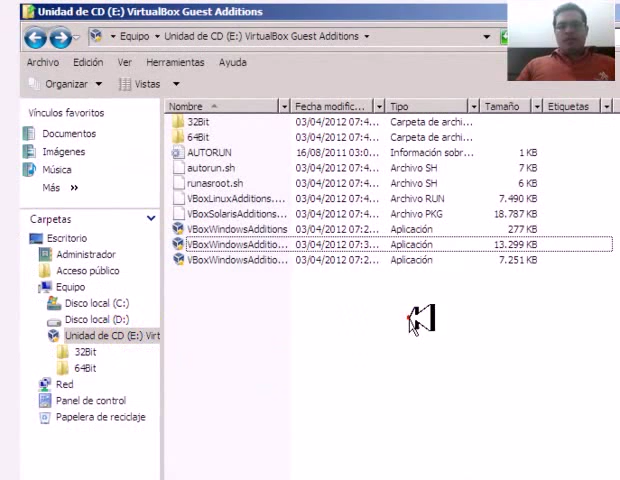 Unidad de CD (E:) VirtualBox Guest Additions
Equipo Unidad de CD (E:) VirtualBox Guest Additions
Archivo Edición Ver Herramientas Ayuda
Organizar Vistas
Vínculos favoritos
Documentos
Imágenes
Música
Más »
Carpetas
Escritorio
Administrador
Acceso público
Equipo
Disco local (C:)
Disco local (D:)
Unidad de CD (E:) Virt
32Bit
64Bit
Red
Panel de control
Papelera de reciclaje
Nombre Fecha modific... Tipo Tamaño Etiquetas
32Bit 03/04/2012 07:4... Carpeta de archi...
64Bit 03/04/2012 07:4... Carpeta de archi...
AUTORUN 16/08/2011 03:0... Información sobr... 1 KB
autorun.sh 03/04/2012 07:4... Archivo SH 7 KB
runasroot.sh 03/04/2012 07:4... Archivo SH 6 KB
VBoxLinuxAdditions.... 03/04/2012 07:4... Archivo RUN 7.490 KB
VBoxSolarisAdditions.... 03/04/2012 07:4... Archivo PKG 18.787 KB
VBoxWindowsAdditions 03/04/2012 07:2... Aplicación 277 KB
VBoxWindowsAdditio... 03/04/2012 07:3... Aplicación 13.299 KB
VBoxWindowsAdditio... 03/04/2012 07:2... Aplicación 7.251 KB